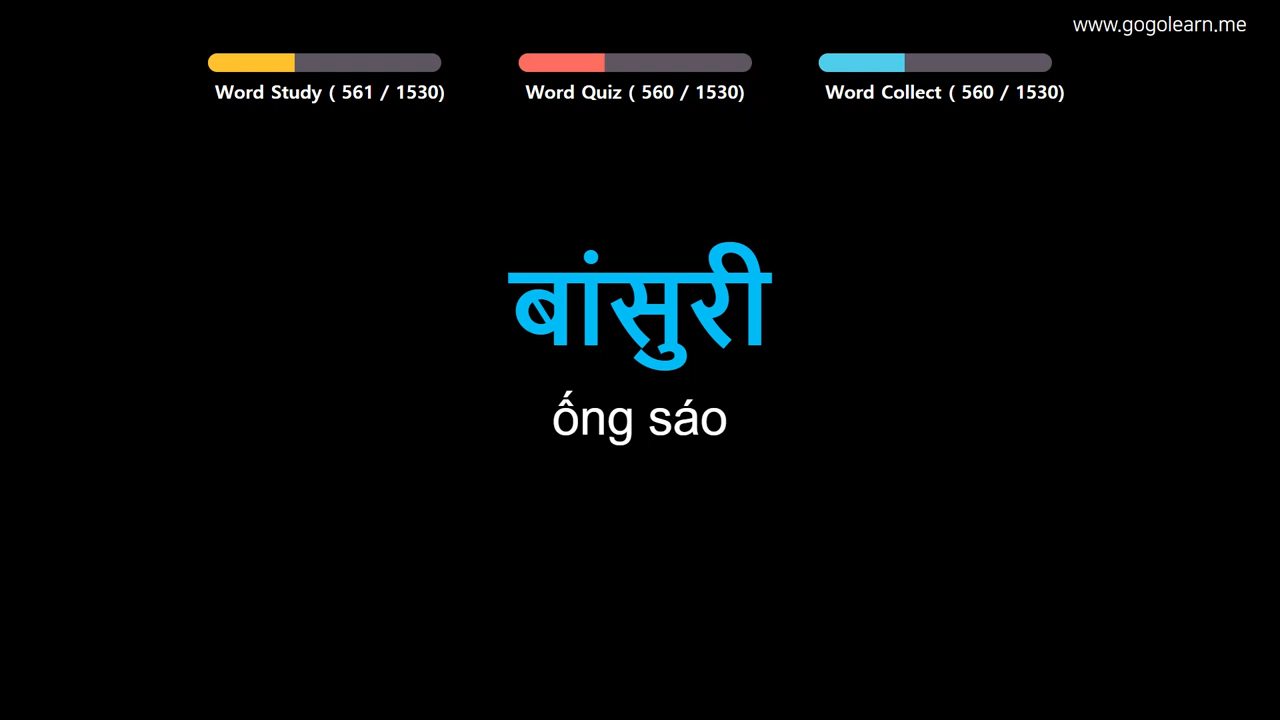 www.gogolearn.me
Word Study ( 561 / 1530)
Word Quiz ( 560 / 1530)
Word Collect ( 560 / 1530)
बांसुरी
ống sáo